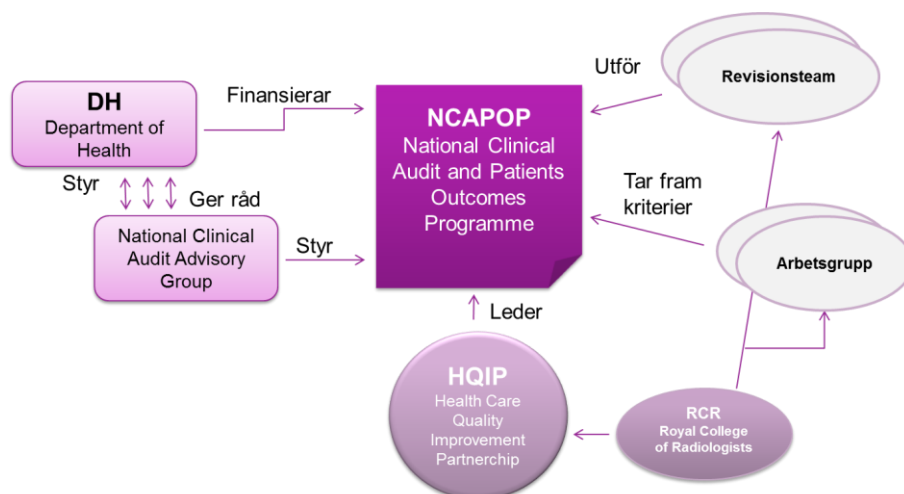 DH
Department of
Health
Finansierar
Styr
Ger råd
National Clinical
Audit Advisory
Group
Styr
NCAPOP
National Clinical
Audit and Patients
Outcomes
Programme
Utför
Revisionsteam
Tar fram
kriterier
Arbetsgrupp
Leder
HQIP
Health Care
Quality
Improvement
Partnerchip
RCR
Royal College
of Radiologists